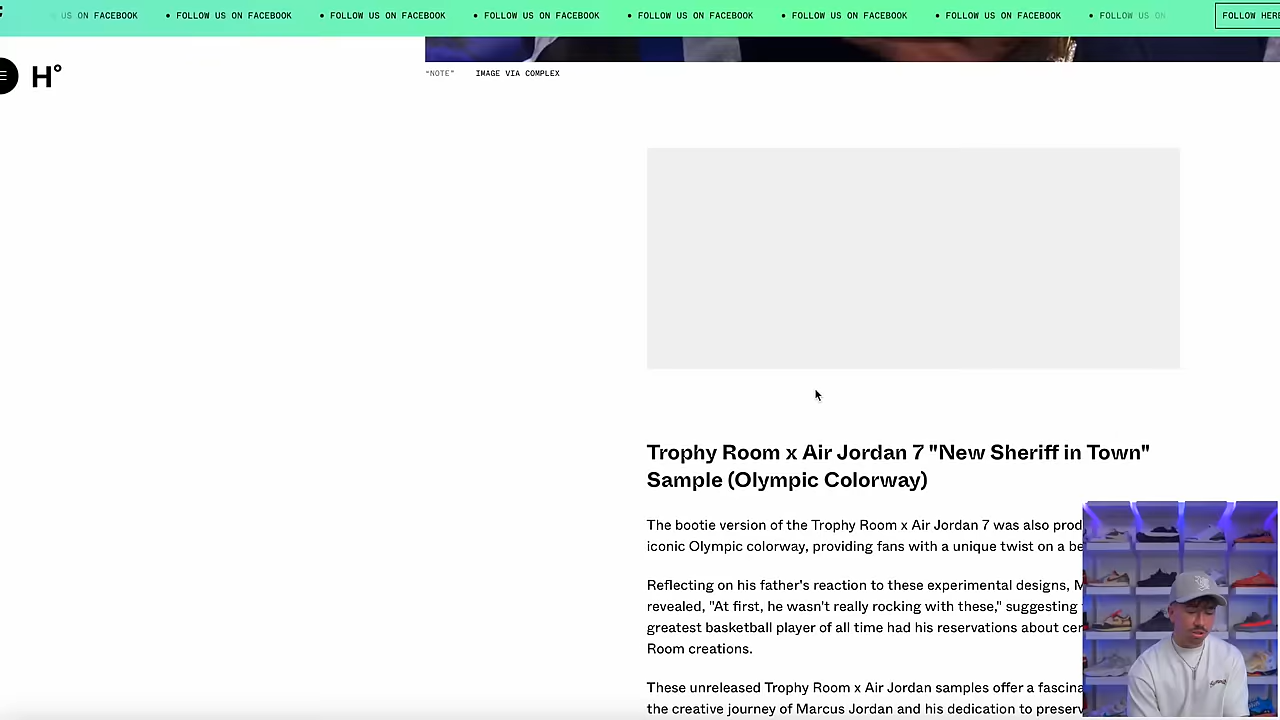 US ON FACEBOOK • FOLLOW US ON FACEBOOK • FOLLOW US ON FACEBOOK • FOLLOW US ON FACEBOOK • FOLLOW US ON FACEBOOK • FOLLOW US ON FACEBOOK • FOLLOW US ON FACEBOOK • FOLLOW US ON
FOLLOW HERE
H°
"NOTE" IMAGE VIA COMPLEX
Trophy Room x Air Jordan 7 "New Sheriff in Town"
Sample (Olympic Colorway)
The bootie version of the Trophy Room x Air Jordan 7 was also prod
iconic Olympic colorway, providing fans with a unique twist on a be
Reflecting on his father's reaction to these experimental designs, M
revealed, "At first, he wasn't really rocking with these," suggesting
greatest basketball player of all time had his reservations about cer
Room creations.
These unreleased Trophy Room x Air Jordan samples offer a fascina
the creative journey of Marcus Jordan and his dedication to preserv